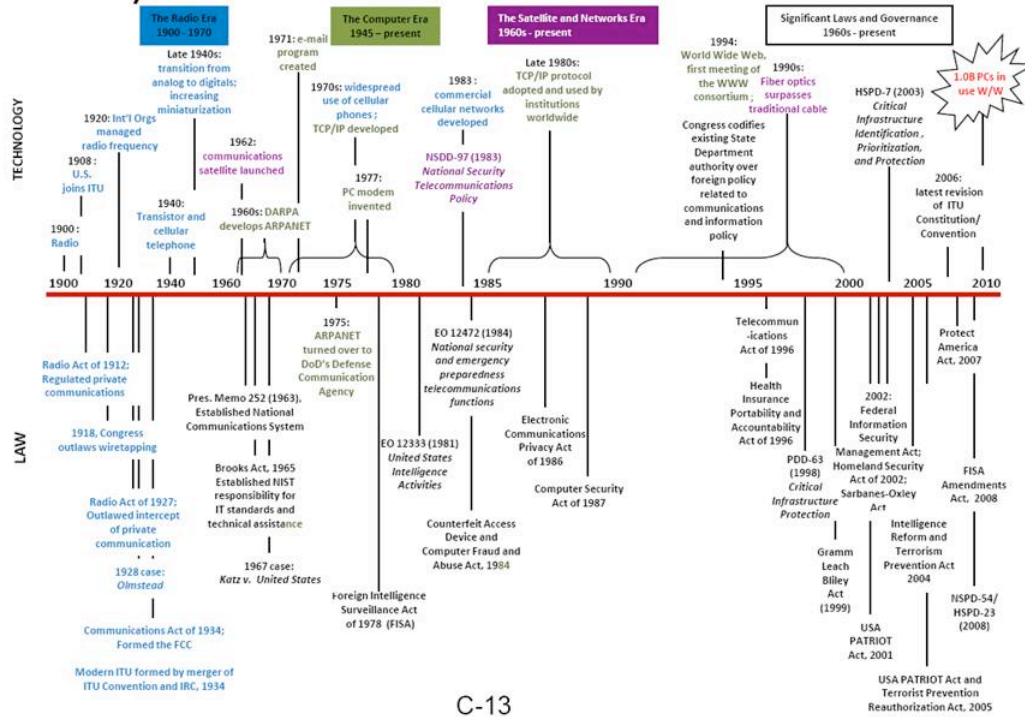 The Radio Era
1900 - 1970
The Computer Era
1945 – present
The Satellite and Networks Era
1960s - present
Significant Laws and Governance
1960s - present
TECHNOLOGY
1900 :
Radio
1908 :
U.S.
joins ITU
1920: Int'l Orgs
managed
radio frequency
Late 1940s:
transition from
analog to digitals;
increasing
miniaturization
1940:
Transistor and
cellular
telephone
1962:
communications
satellite launched
1960s: DARPA
develops ARPANET
1971: e-mail
program
created
1970s: widespread
use of cellular
phones ;
TCP/IP developed
1977:
PC modem
invented
1983: commercial
cellular networks
developed
NSDD-97 (1983)
National Security
Telecommunications
Policy
Late 1980s:
TCP/IP protocol
adopted and used by
institutions
worldwide
1994:
World Wide Web,
first meeting of
the WWW
consortium ;
Congress codifies
existing State
Department
authority over
foreign policy
related to
communications
and information
policy
1990s:
Fiber optics
surpasses
traditional cable
HSPD-7 (2003)
Critical
Infrastructure
Identification ,
Prioritization,
and Protection
1.0B PCs in
use W/W
2006:
latest revision
of ITU
Constitution/
Convention
1900 1920 1940 1960 1970 1975 1980 1985 1990 1995 2000 2005 2010
LAW
Radio Act of 1912;
Regulated private
communications
1918, Congress
outlaws wiretapping
Radio Act of 1927;
Outlawed intercept
of private
communication
1928 case:
Olmstead
Communications Act of 1934;
Formed the FCC
Modern ITU formed by merger of
ITU Convention and IRC, 1934
Pres. Memo 252 (1963),
Established National
Communications System
Brooks Act, 1965
Established NIST
responsibility for
IT standards and
technical assistance
1967 case:
Katz v. United States
1975:
ARPANET
turned over to
DoD's Defense
Communication
Agency
Foreign Intelligence
Surveillance Act
of 1978 (FISA)
EO 12333 (1981)
United States
Intelligence
Activities
EO 12472 (1984)
National security
and emergency
preparedness
telecommunications
functions
Counterfeit Access
Device and
Computer Fraud and
Abuse Act, 1984
Electronic
Communications
Privacy Act
of 1986
Computer Security
Act of 1987
Telecommun
-ications
Act of 1996
Health
Insurance
Portability and
Accountability
Act of 1996
PDD-63 (1998)
Critical
Infrastructure
Protection
Gramm
Leach
Bliley
Act
(1999)
2002:
Federal
Information
Security
Management Act;
Homeland Security
Act of 2002;
Sarbanes-Oxley
Act
USA
PATRIOT
Act, 2001
Intelligence
Reform and
Terrorism
Prevention Act
2004
USA PATRIOT Act and
Terrorist Prevention
Reauthorization Act, 2005
Protect
America
Act, 2007
FISA
Amendments
Act, 2008
NSPD-54/
HSPD-23
(2008)
C-13